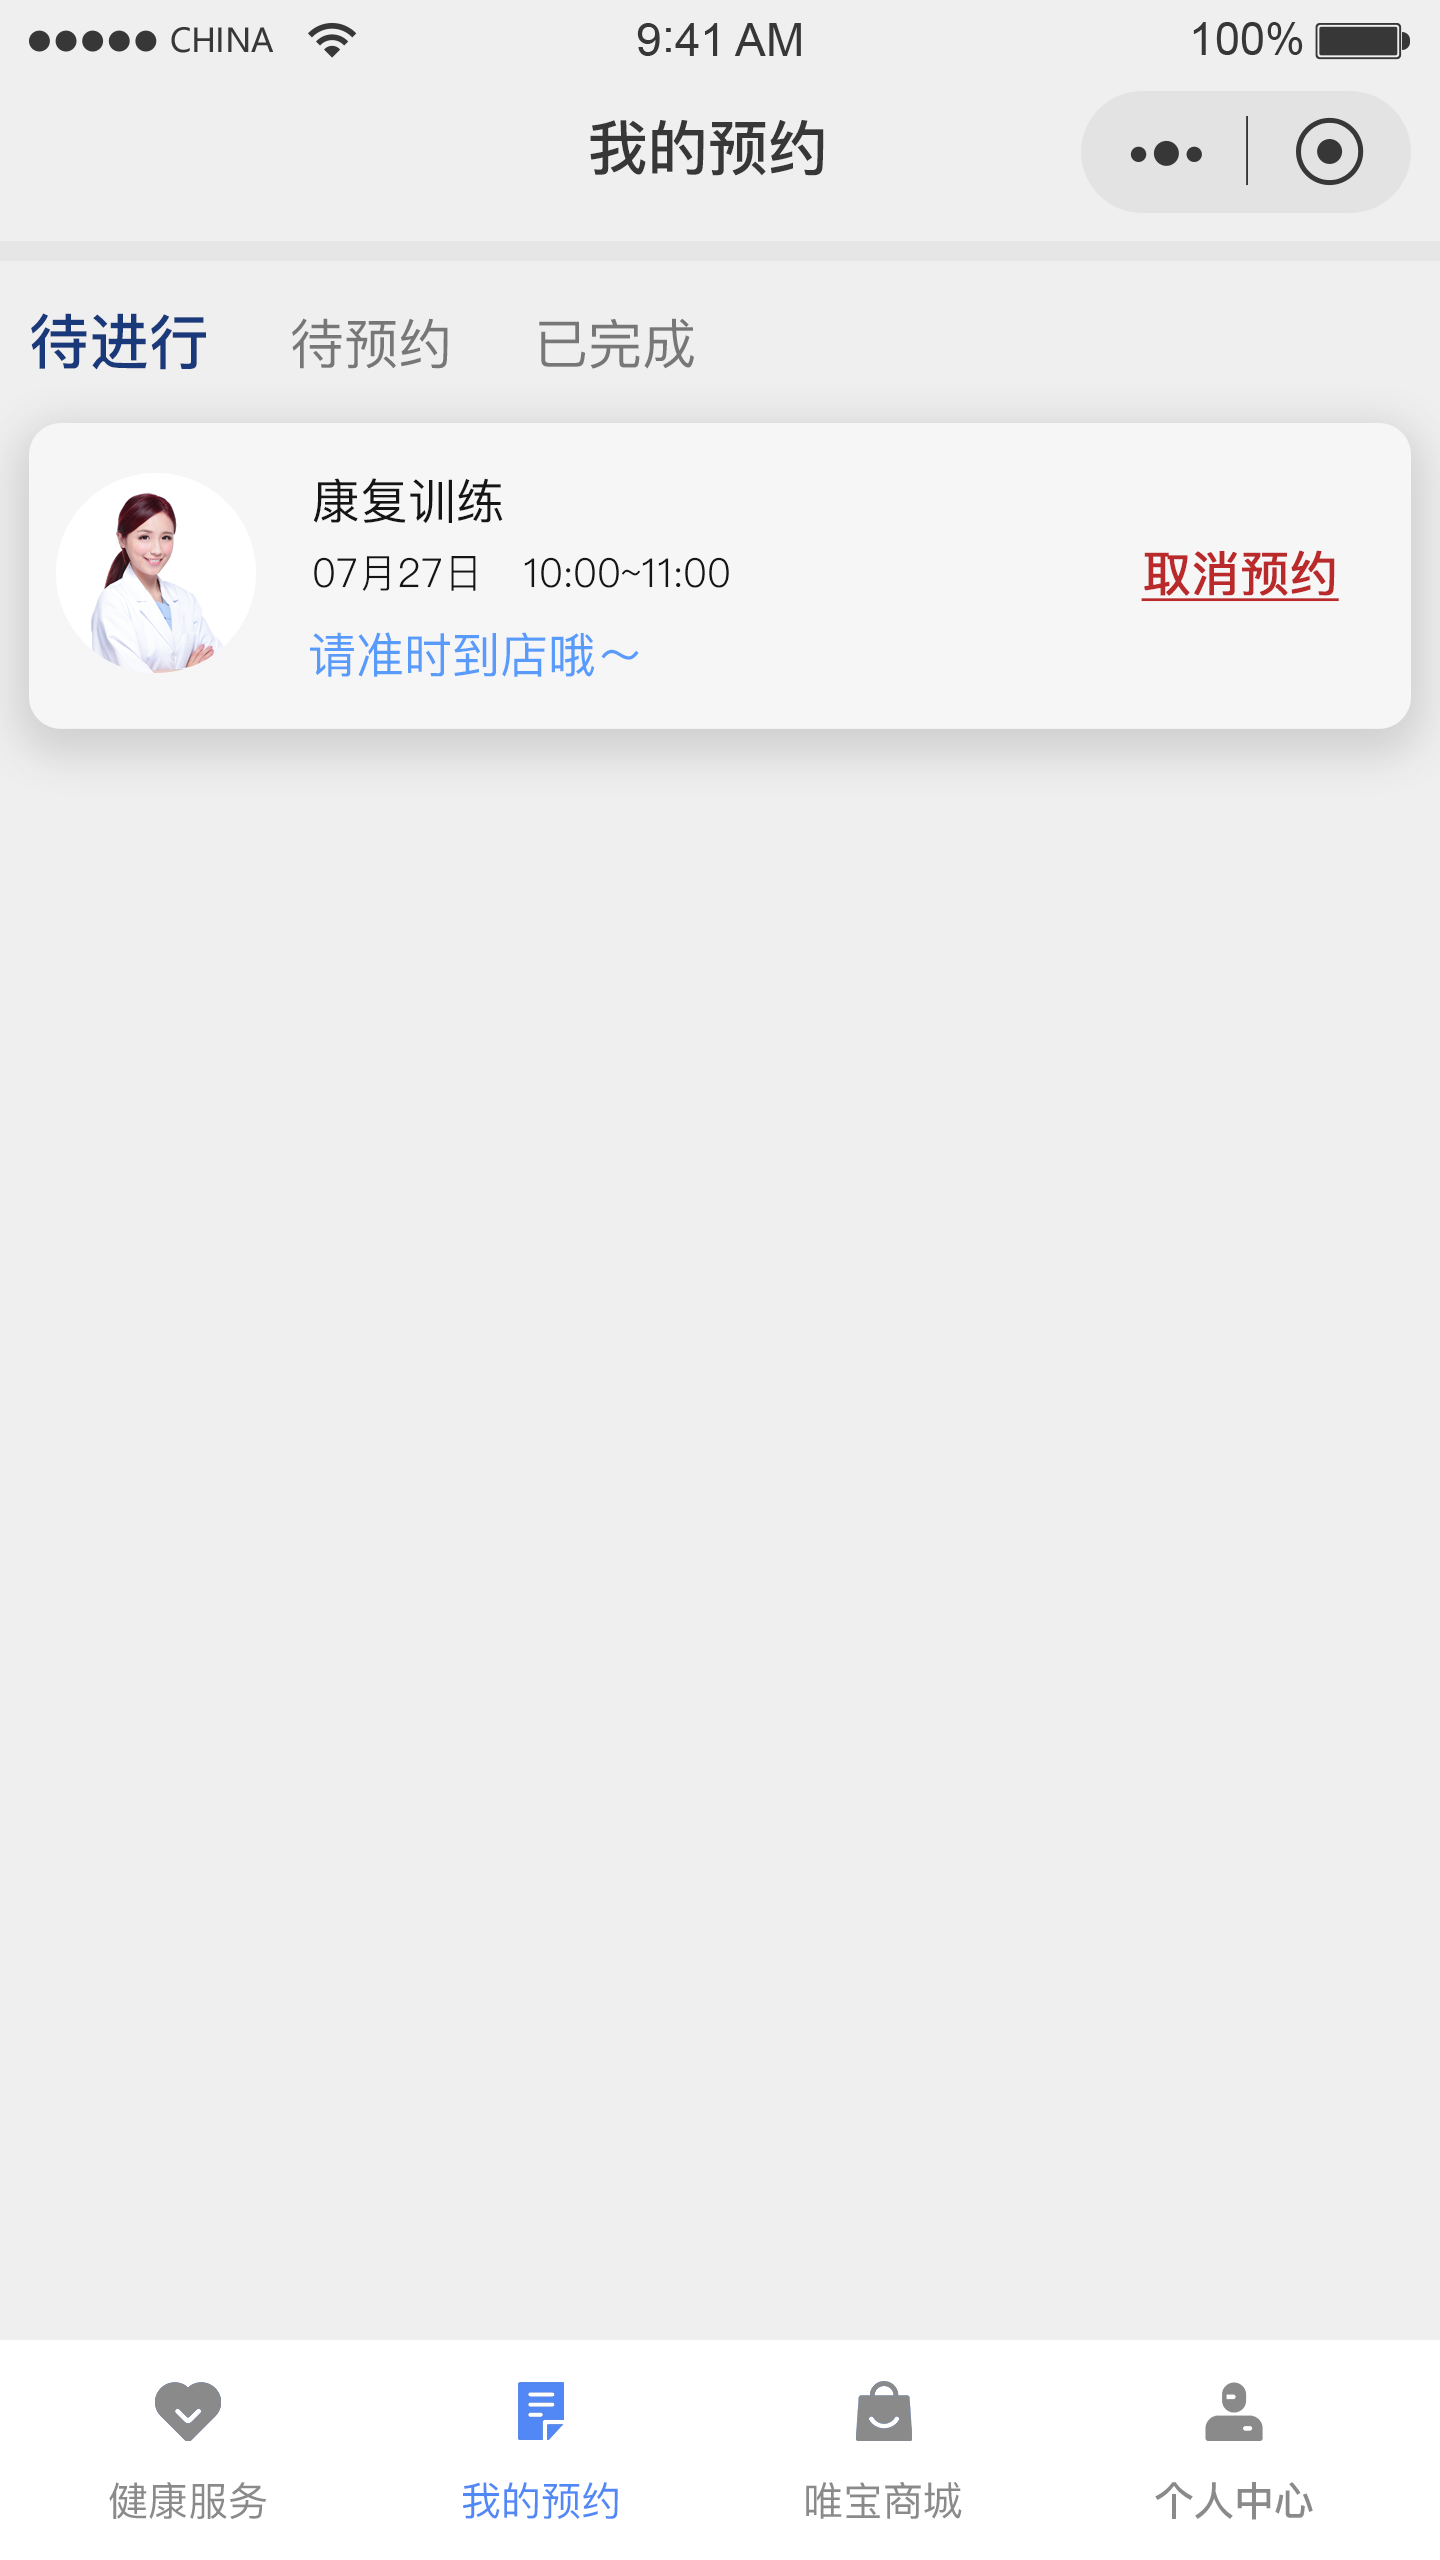 CHINA 9:41 AM 100%
我的预约
待进行 待预约 已完成
康复训练
07月27日 10:00~11:00
取消预约
请准时到店哦～
健康服务 我的预约 唯宝商城 个人中心